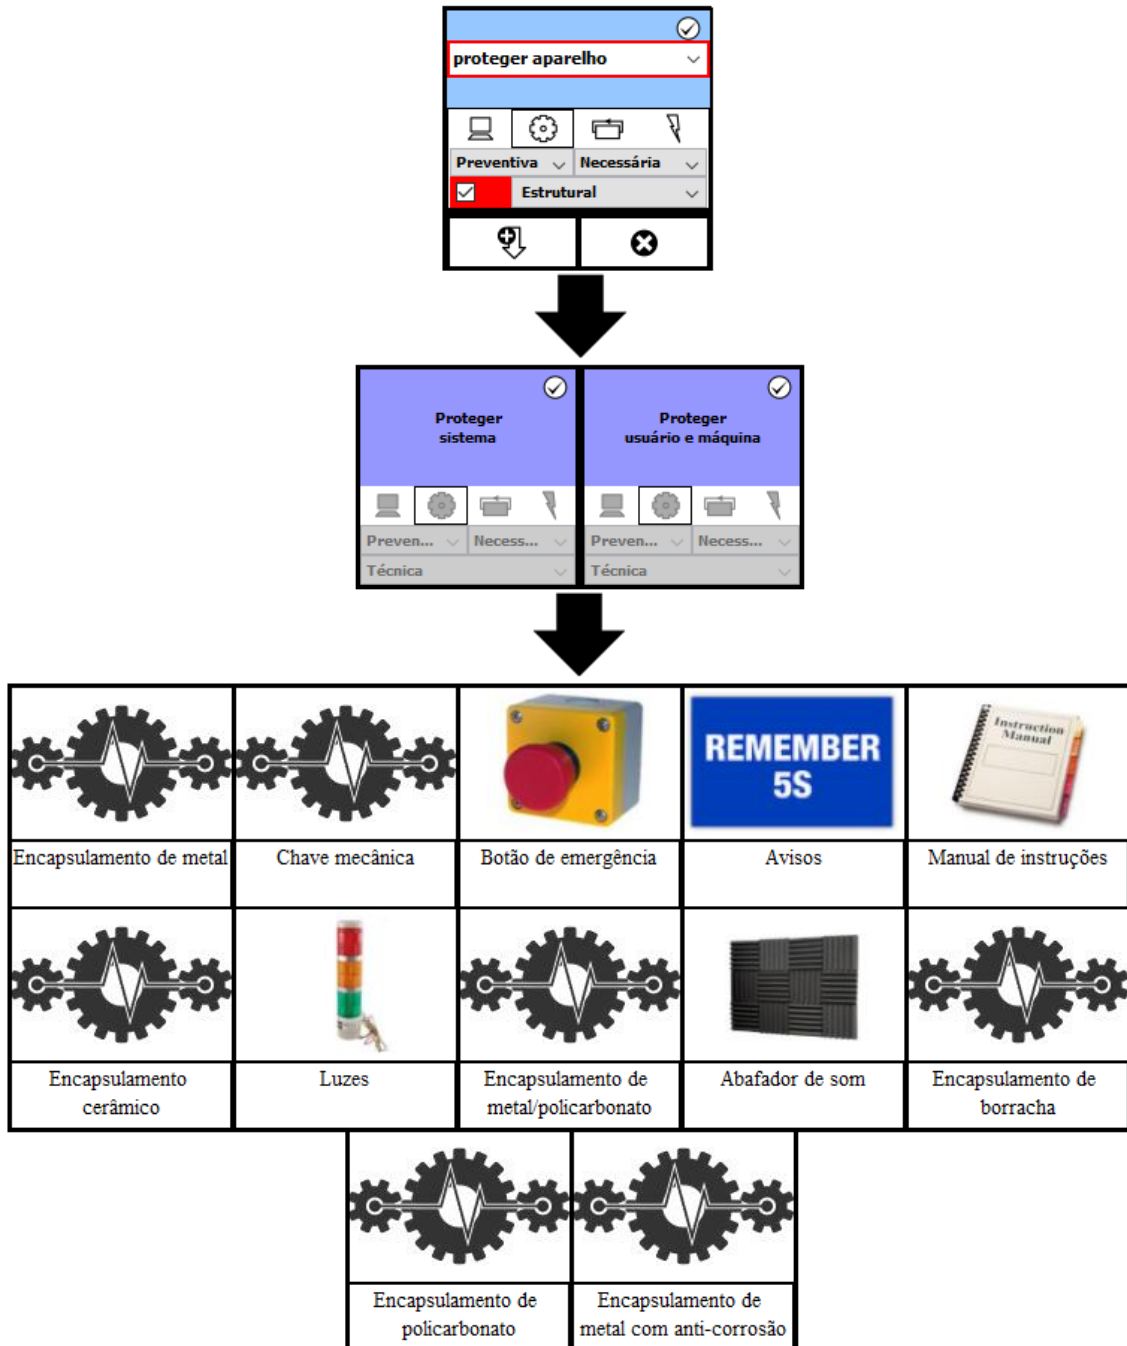 proteger aparelho
Preventiva
Necessária
Estrutural
Proteger
sistema
Proteger
usuário e máquina
Preven...
Necess...
Preven...
Necess...
Técnica
Técnica
REMEMBER
5S
Instruction
Manual
Encapsulamento de metal
Chave mecânica
Botão de emergência
Avisos
Manual de instruções
Encapsulamento
cerâmico
Luzes
Encapsulamento de
metal/policarbonato
Abafador de som
Encapsulamento de
borracha
Encapsulamento de
policarbonato
Encapsulamento de
metal com anti-corrosão